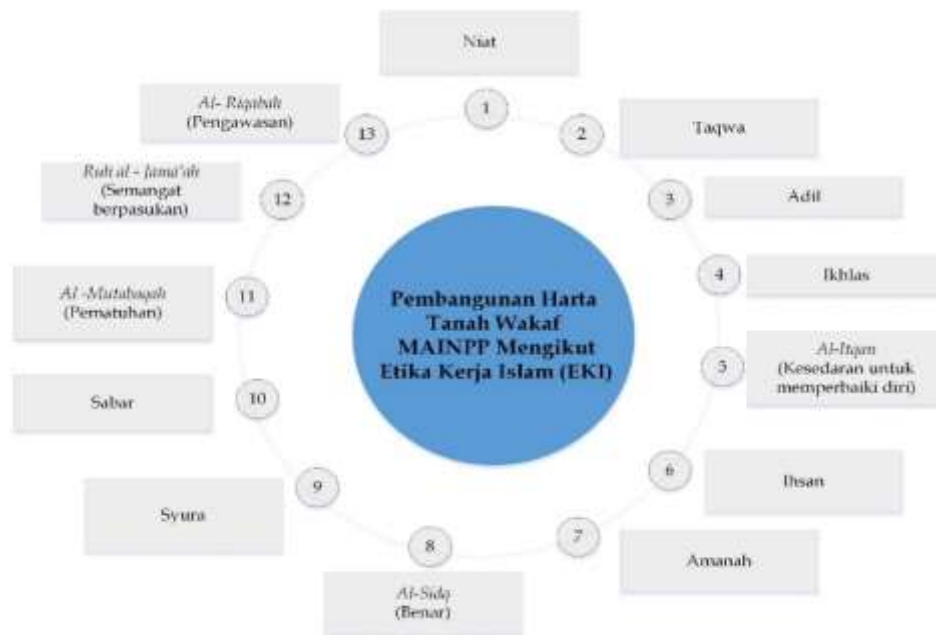 Niat
1
2
Taqwa
3
Adil
4
Ikhlas
5
Al-Itqan
(Kesedaran untuk
memperbaiki diri)
6
Ihsan
7
Amanah
8
Al-Sidq
(Benar)
9
Syura
10
Sabar
11
Al -Mutabaqah
(Pematuhan)
12
Ruh al - Jama'ah
(Semangat
berpasukan)
13
Al- Riqabah
(Pengawasan)
Pembangunan Harta
Tanah Wakaf
MAINPP Mengikut
Etika Kerja Islam (EKI)